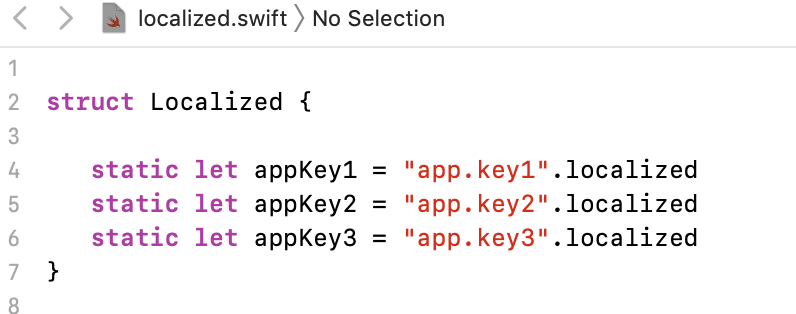 localized.swift 〉 No Selection
1
2 struct Localized {
3
4    static let appKey1 = "app.key1".localized
5    static let appKey2 = "app.key2".localized
6    static let appKey3 = "app.key3".localized
7 }
8